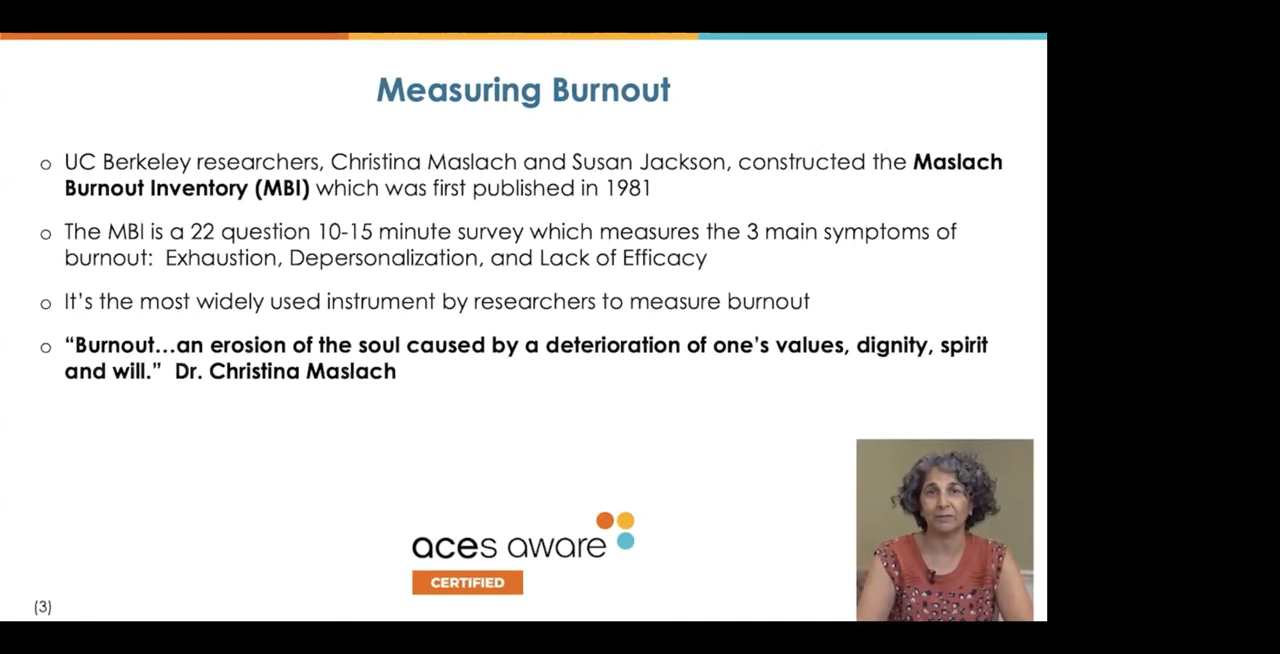 Measuring Burnout
o UC Berkeley researchers, Christina Maslach and Susan Jackson, constructed the Maslach
Burnout Inventory (MBI) which was first published in 1981
o The MBI is a 22 question 10-15 minute survey which measures the 3 main symptoms of
burnout:  Exhaustion, Depersonalization, and Lack of Efficacy
o It's the most widely used instrument by researchers to measure burnout
o “Burnout...an erosion of the soul caused by a deterioration of one's values, dignity, spirit
and will.”  Dr. Christina Maslach
aces aware
CERTIFIED
(3)